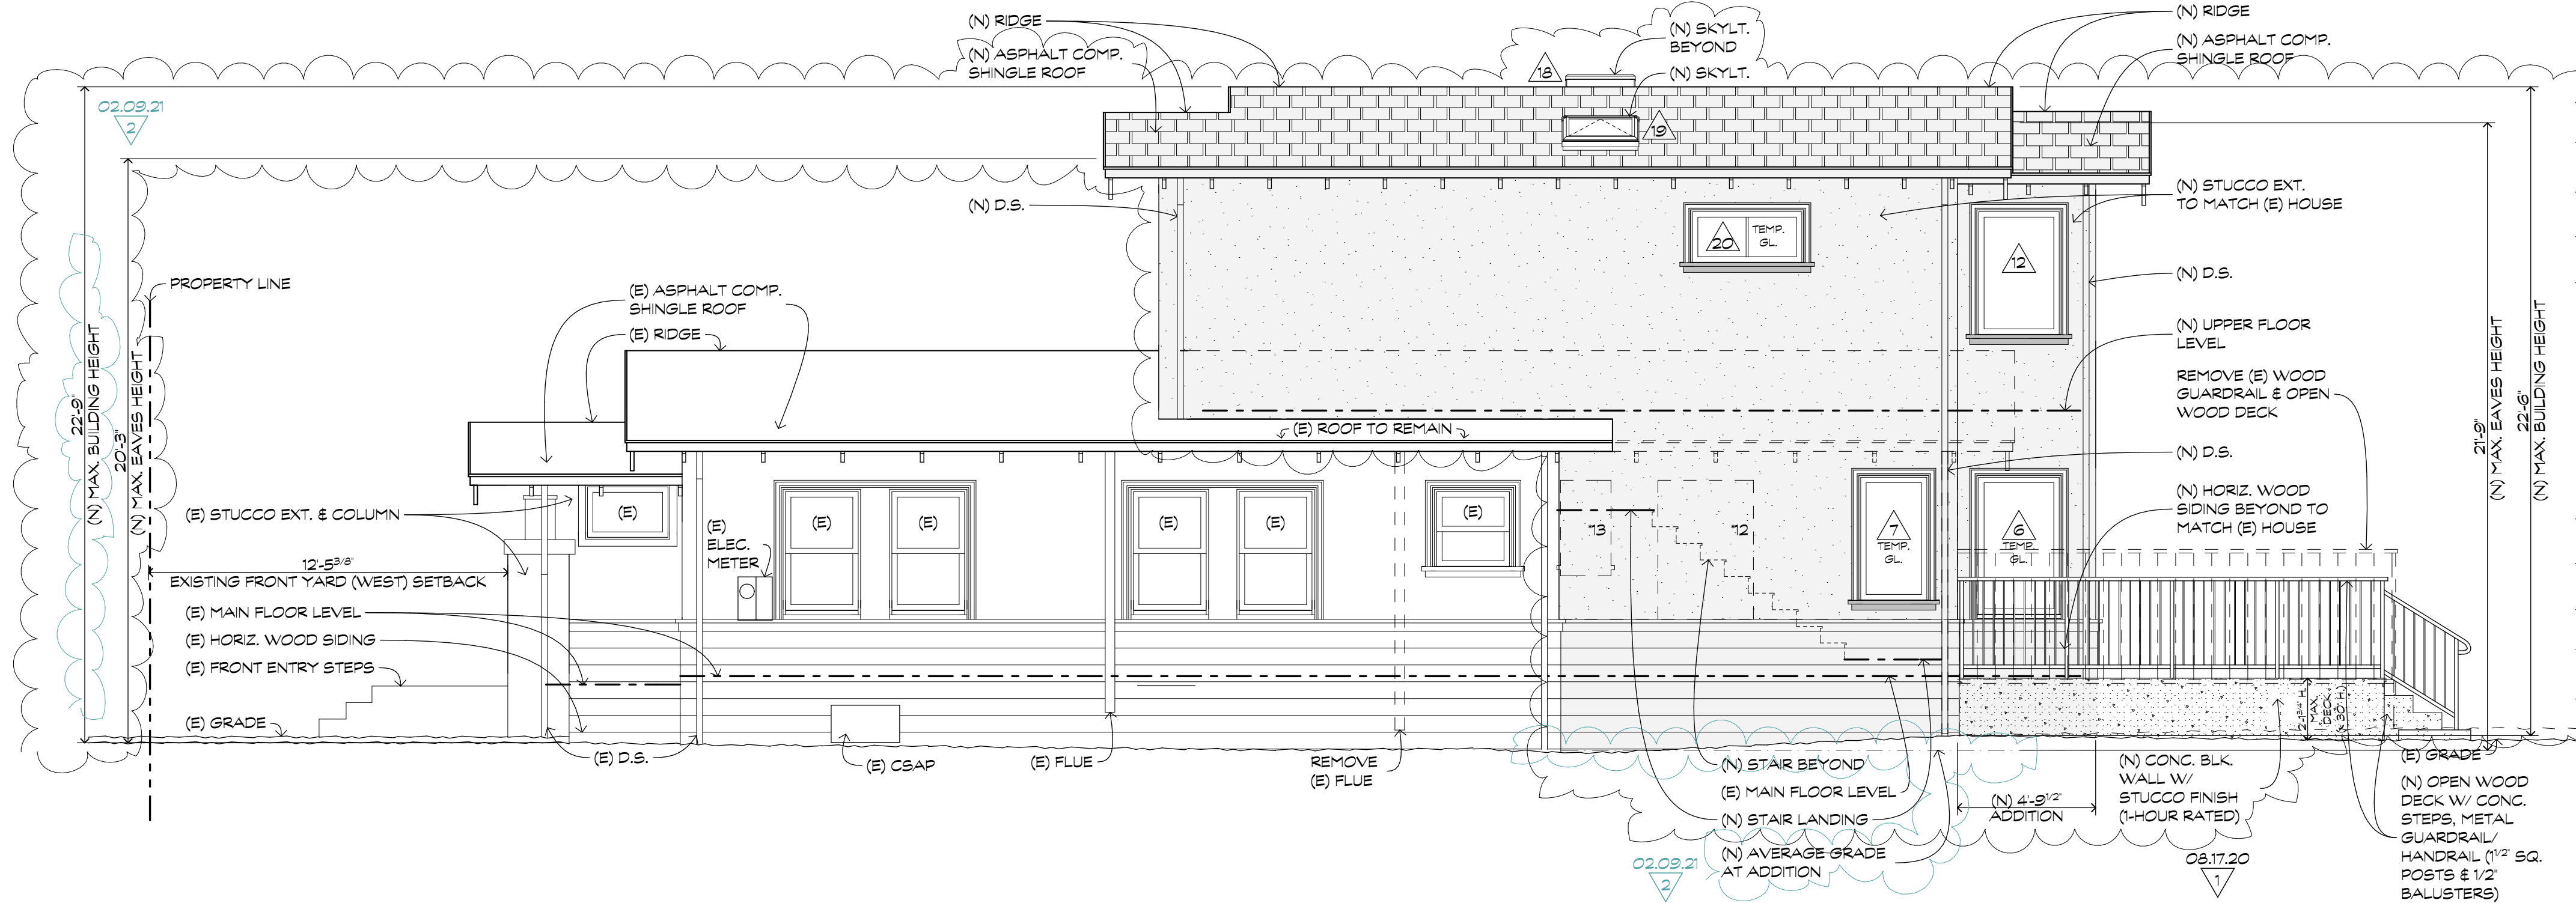 (N) RIDGE
(N) ASPHALT COMP.
SHINGLE ROOF
(N) SKYLT.
BEYOND
(N) SKYLT.
18
19
(N) RIDGE
(N) ASPHALT COMP.
SHINGLE ROOF
02.09.21
2
22'-9"
(N) MAX. BUILDING HEIGHT
20'-3"
(N) MAX. EAVES HEIGHT
PROPERTY LINE
(N) D.S.
(E) ASPHALT COMP.
SHINGLE ROOF
(E) RIDGE
20
TEMP.
GL.
12
(N) STUCCO EXT.
TO MATCH (E) HOUSE
(N) D.S.
(N) UPPER FLOOR
LEVEL
REMOVE (E) WOOD
GUARDRAIL & OPEN
WOOD DECK
(N) D.S.
(N) HORIZ. WOOD
SIDING BEYOND TO
MATCH (E) HOUSE
21'-9"
(N) MAX. EAVES HEIGHT
22'-6"
(N) MAX. BUILDING HEIGHT
(E) ROOF TO REMAIN
(E) STUCCO EXT. & COLUMN
(E)
(E)
ELEC.
METER
(E)
(E)
(E)
(E)
(E)
"13
"12
7
TEMP.
GL.
6
TEMP.
GL.
12'-5 3/8"
EXISTING FRONT YARD (WEST) SETBACK
(E) MAIN FLOOR LEVEL
(E) HORIZ. WOOD SIDING
(E) FRONT ENTRY STEPS
(E) GRADE
(E) D.S.
(E) CSAP
(E) FLUE
REMOVE
(E) FLUE
(N) STAIR BEYOND
(E) MAIN FLOOR LEVEL
(N) STAIR LANDING
(N) AVERAGE GRADE
AT ADDITION
02.09.21
2
(N) 4'-9 1/2"
ADDITION
2'-1 3/4" H.
MAX.
DECK
(< 30" H.)
(N) CONC. BLK.
WALL W/
STUCCO FINISH
(1-HOUR RATED)
08.17.20
1
(E) GRADE
(N) OPEN WOOD
DECK W/ CONC.
STEPS, METAL
GUARDRAIL/
HANDRAIL (1 1/2" SQ.
POSTS & 1/2"
BALUSTERS)